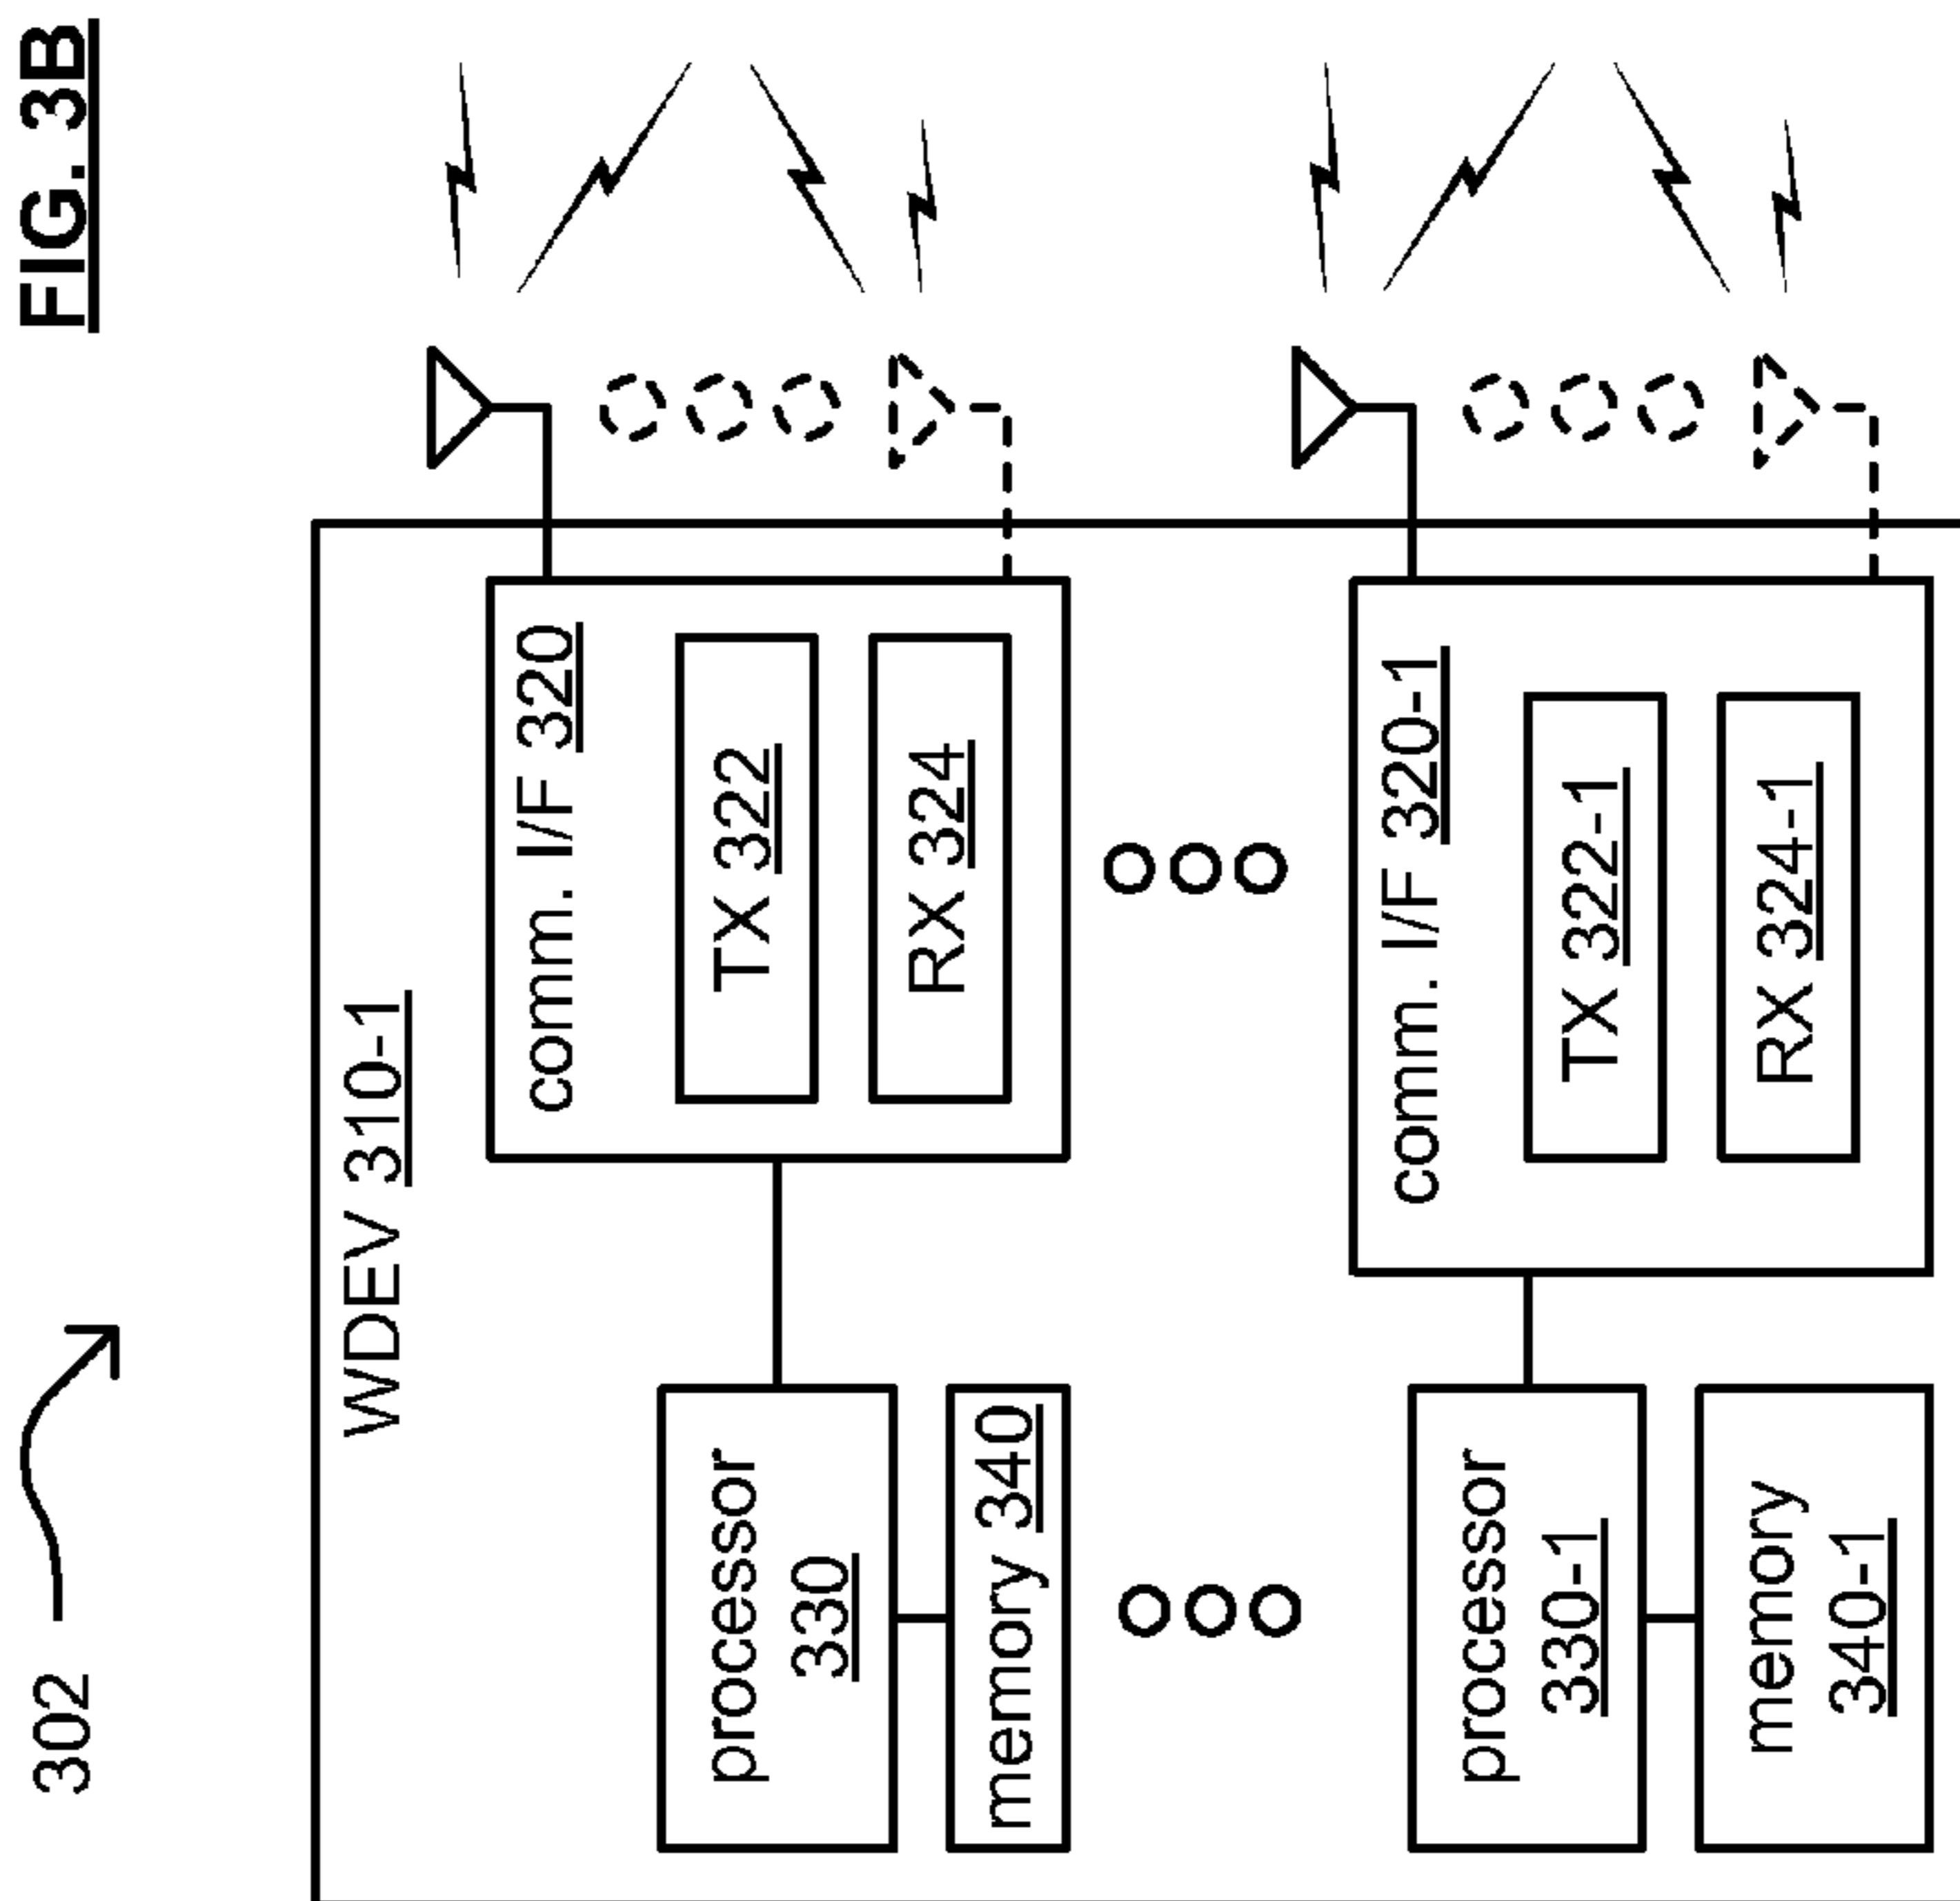 FIG. 3B
302
WDEV 310-1
comm. I/F 320
TX 322
RX 324
processor
330
memory 340
comm. I/F 320-1
TX 322-1
RX 324-1
processor
330-1
memory
340-1